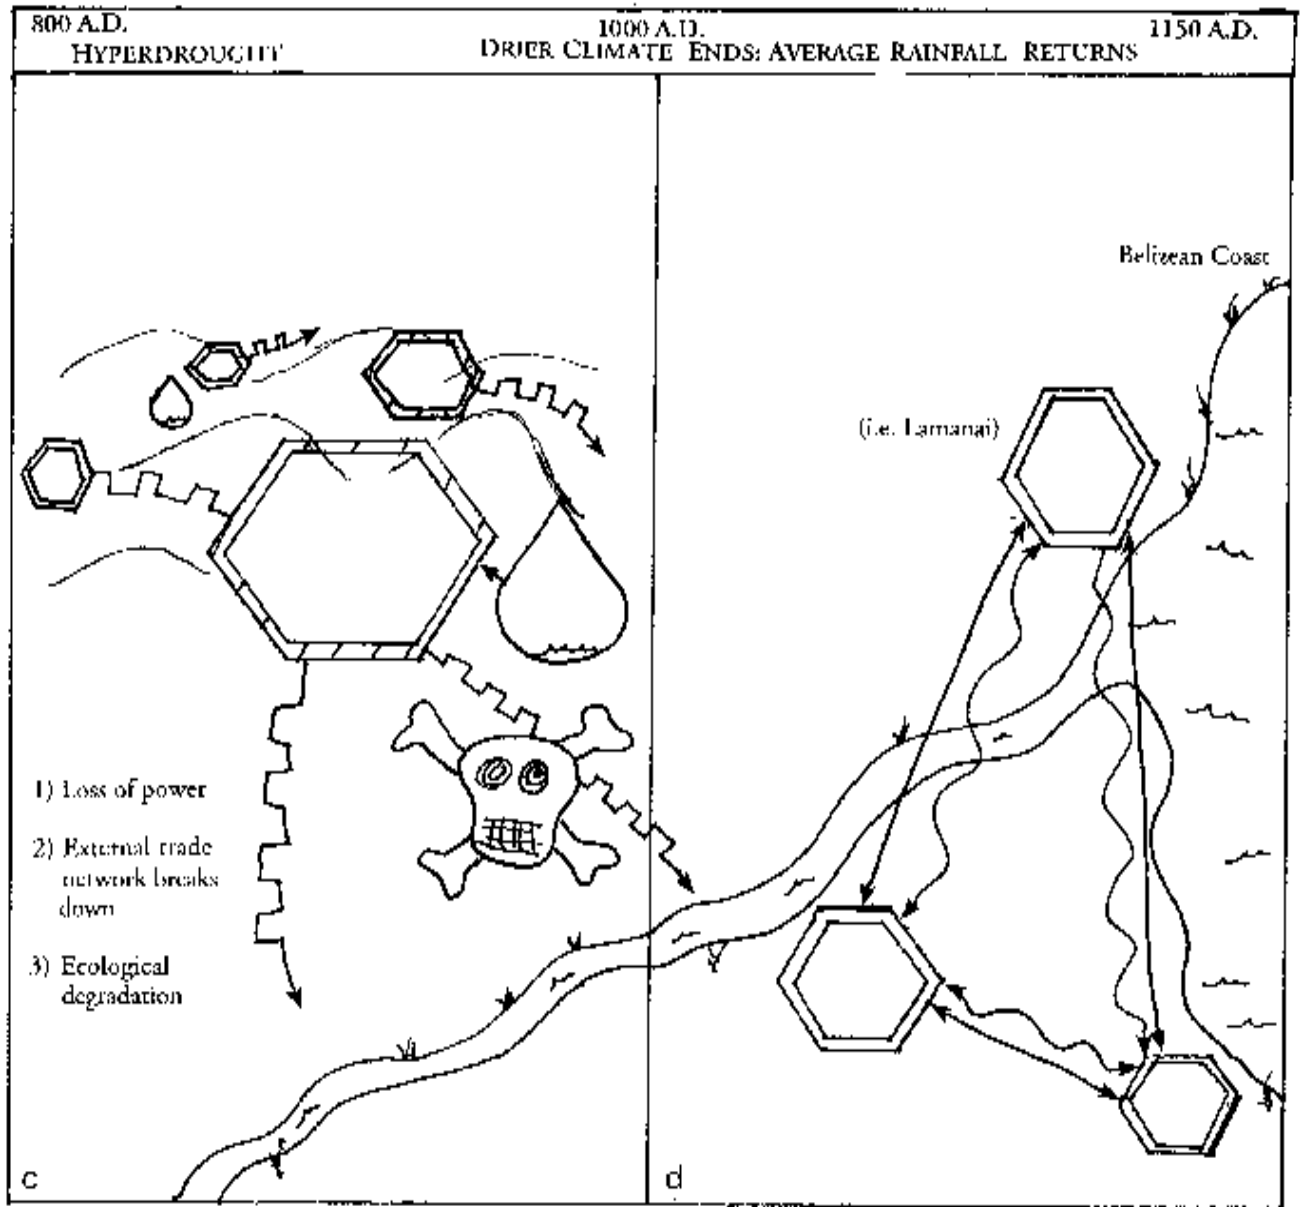 800 A.D.
1000 A.D.
1150 A.D.
HYPERDROUGHT
DRIER CLIMATE ENDS: AVERAGE RAINFALL RETURNS
Belizean Coast
(i.e. Lamanai)
1) Loss of power
2) External trade
network breaks
down
3) Ecological
degradation
c
d